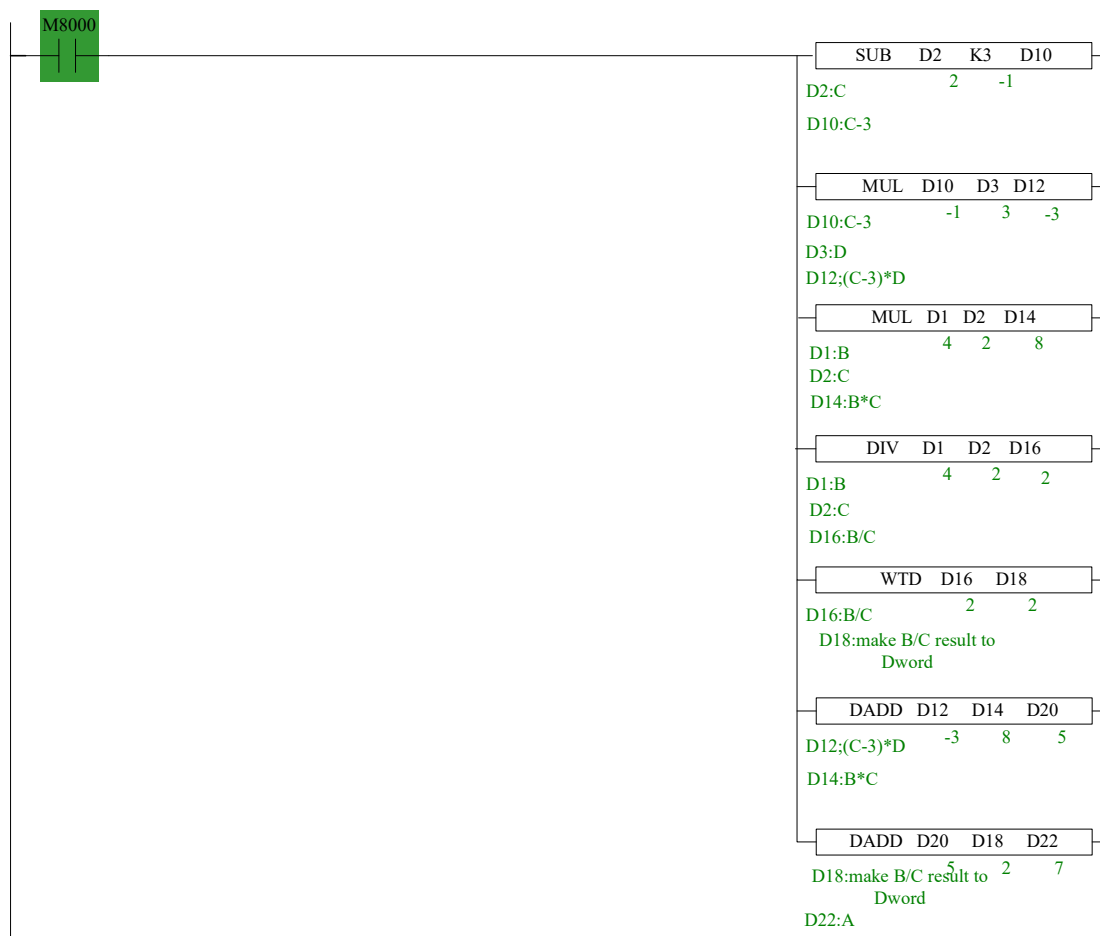 M8000
SUB D2 K3 D10
2 -1
D2:C
D10:C-3
MUL D10 D3 D12
-1 3 -3
D10:C-3
D3:D
D12;(C-3)*D
MUL D1 D2 D14
4 2 8
D1:B
D2:C
D14:B*C
DIV D1 D2 D16
4 2 2
D1:B
D2:C
D16:B/C
WTD D16 D18
2 2
D16:B/C
D18:make B/C result to
Dword
DADD D12 D14 D20
-3 8 5
D12;(C-3)*D
D14:B*C
DADD D20 D18 D22
5 2 7
D18:make B/C result to
Dword
D22:A